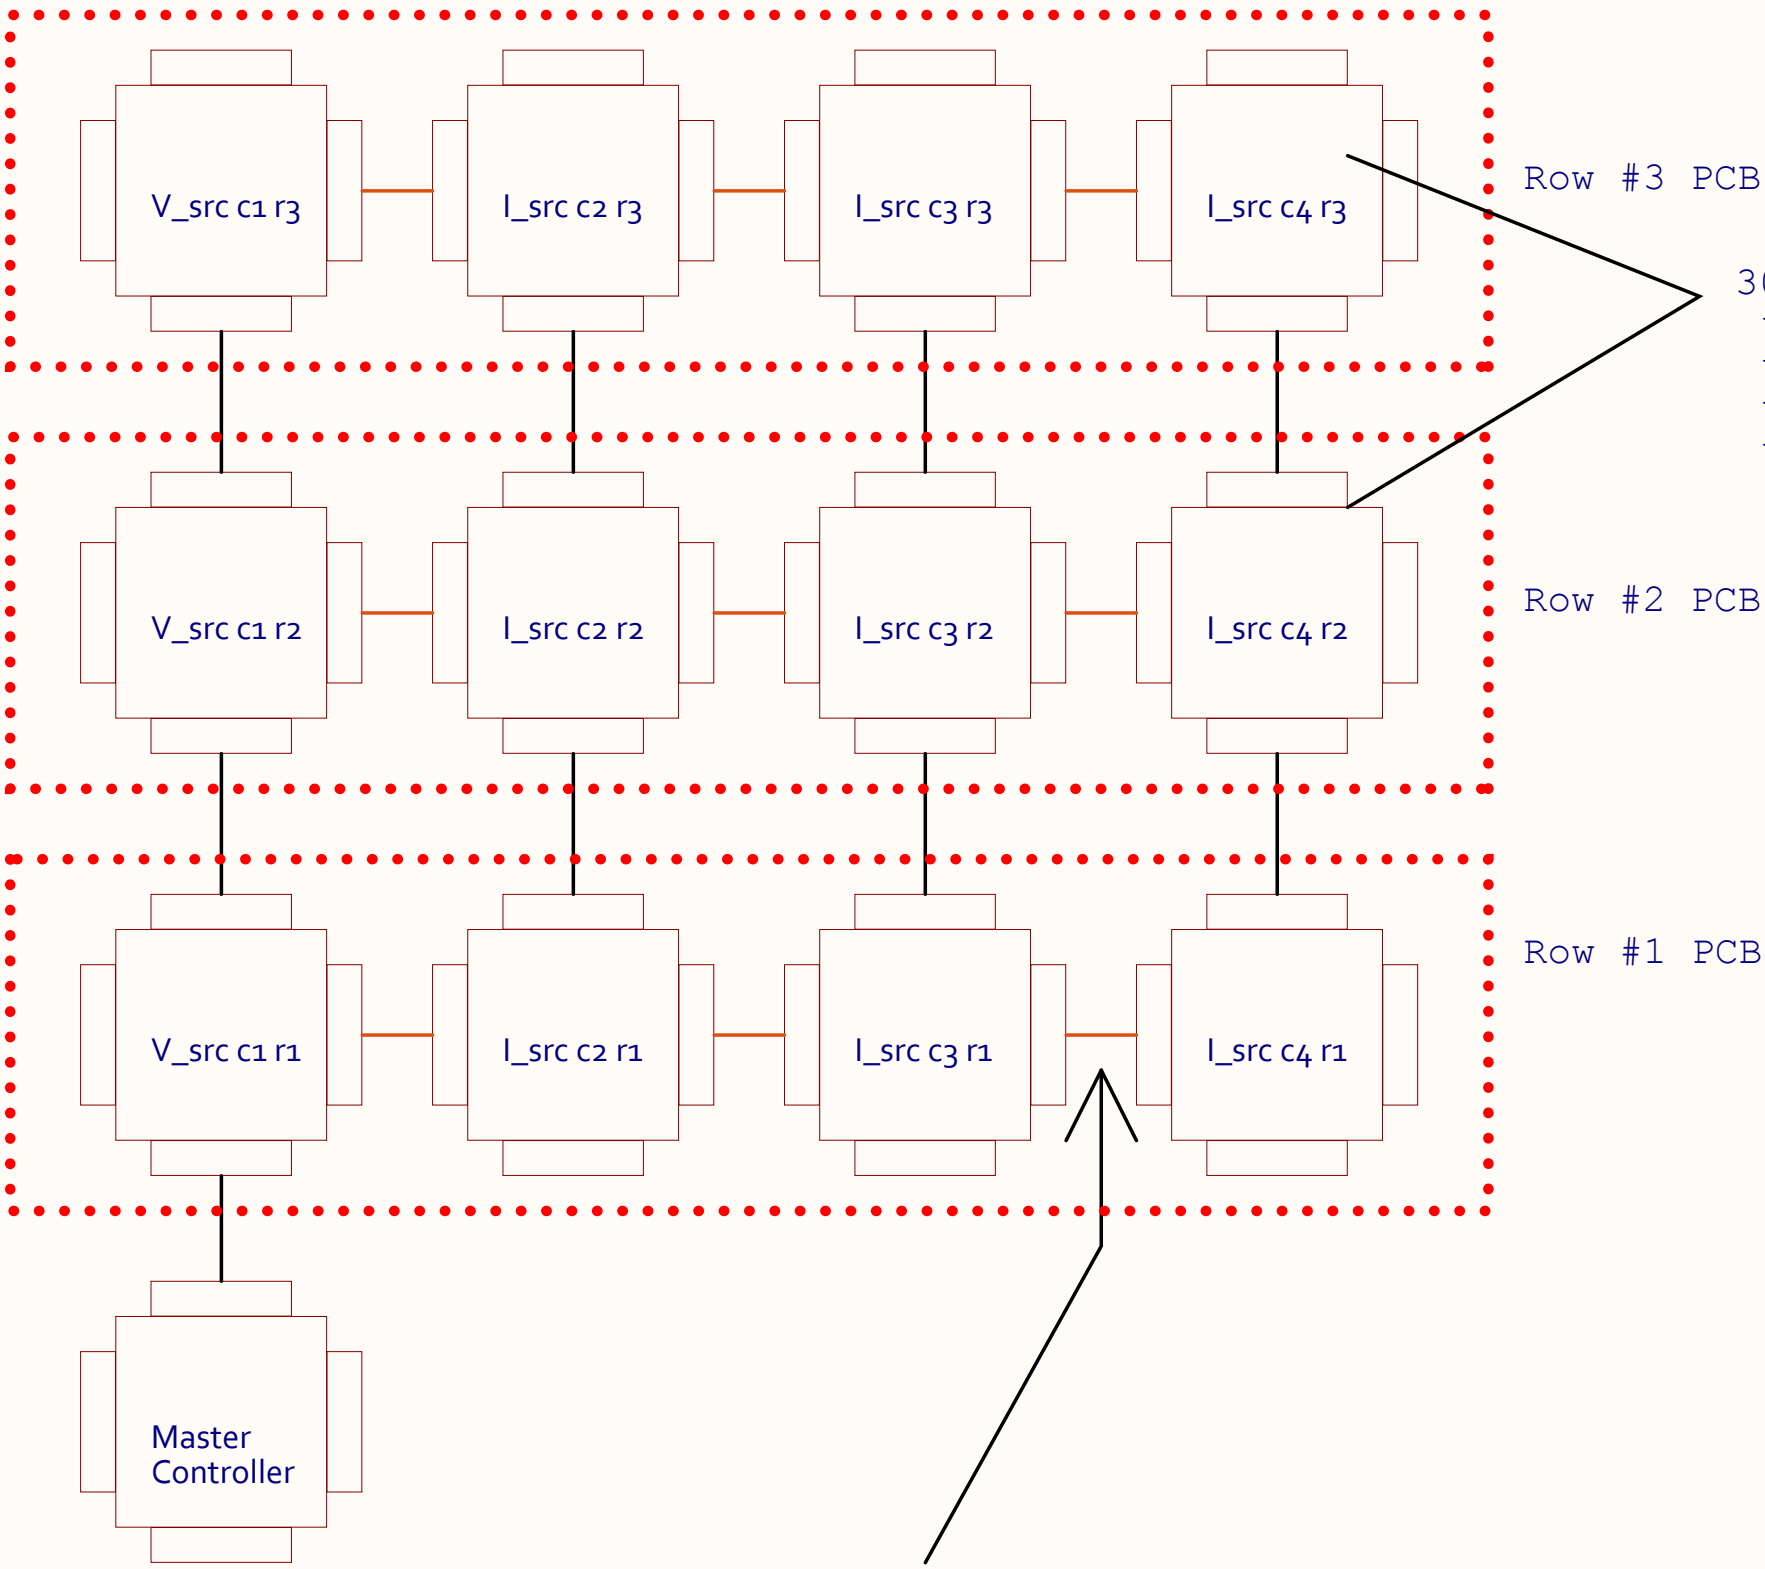 V_src c1 r3
I_src c2 r3
I_src c3 r3
I_src c4 r3
Row #3 PCB
V_src c1 r2
I_src c2 r2
I_src c3 r2
I_src c4 r2
Row #2 PCB
V_src c1 r1
I_src c2 r1
I_src c3 r1
I_src c4 r1
Row #1 PCB
Master
Controller